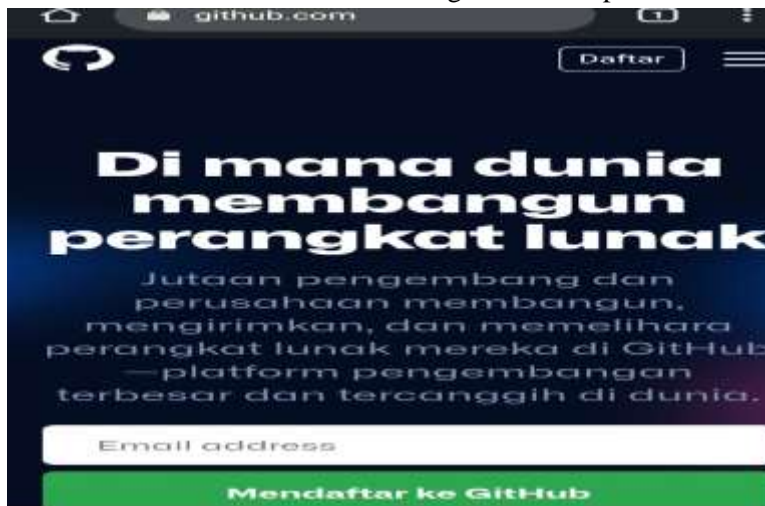 github.com
1
Daftar
Di mana dunia
membangun
perangkat lunak
Jutaan pengembang dan
perusahaan membangun,
mengirimkan, dan memelihara
perangkat lunak mereka di GitHub
—platform pengembangan
terbesar dan tercanggih di dunia.
Email address
Mendaftar ke GitHub